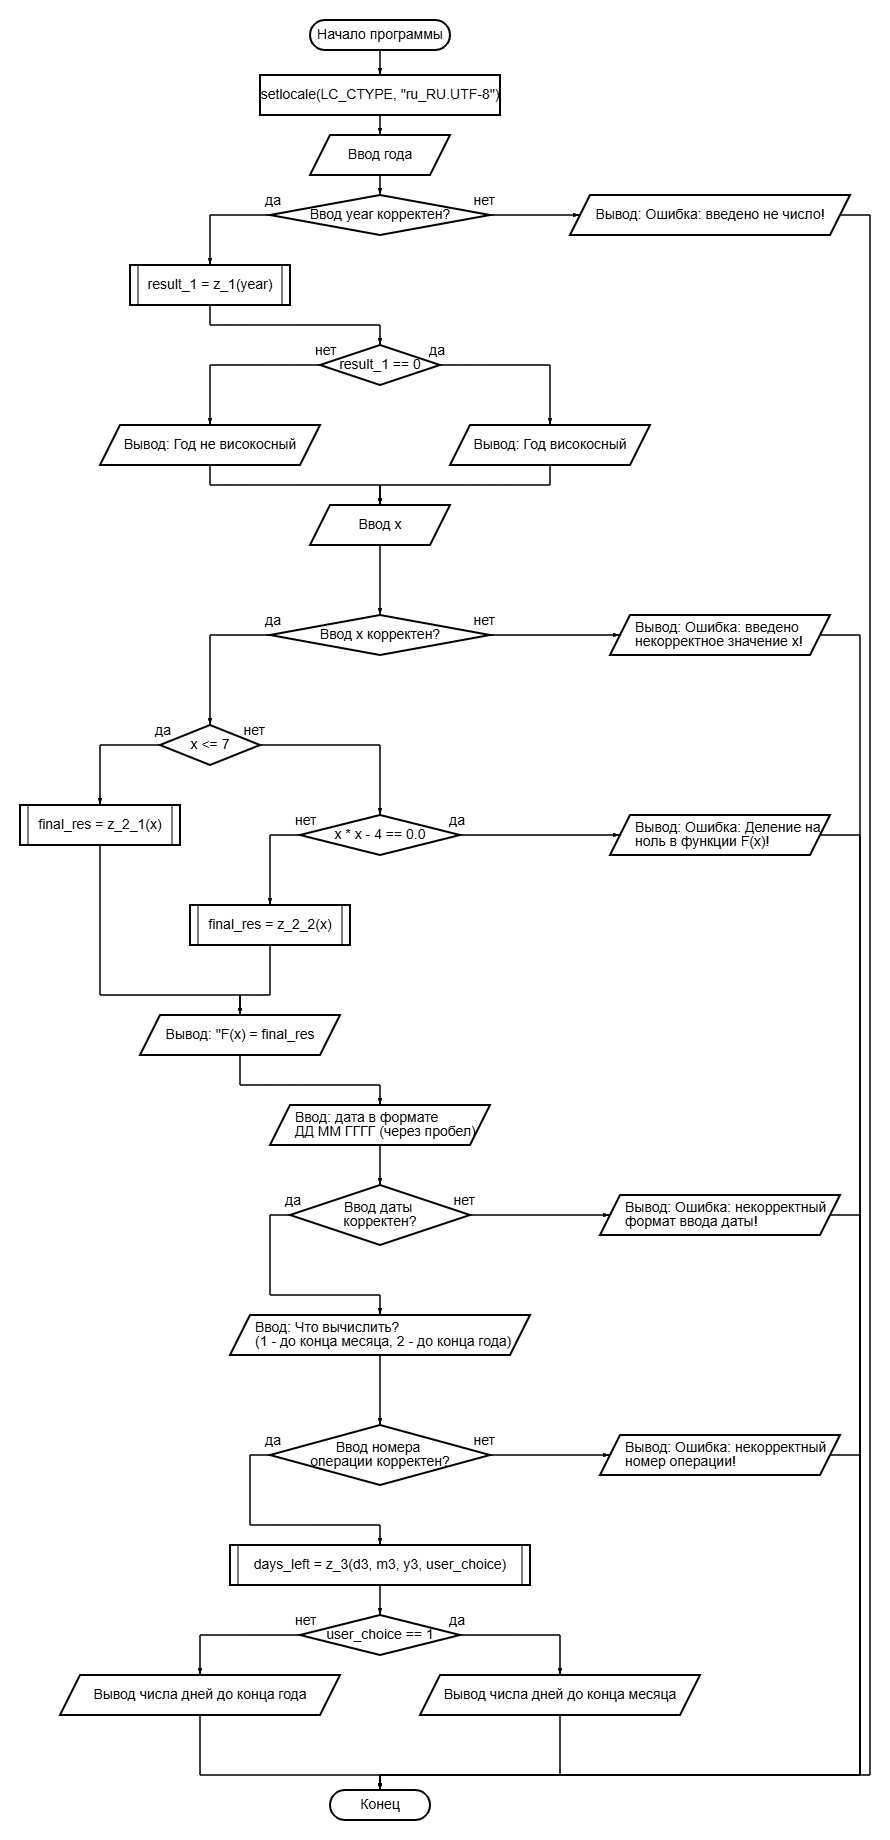 Начало программы
setlocale(LC_CTYPE, "ru_RU.UTF-8")
Ввод года
да
нет
Ввод year корректен?
Вывод: Ошибка: введено не число!
result_1 = z_1(year)
нет
да
result_1 == 0
Вывод: Год не високосный
Вывод: Год високосный
Ввод x
да
нет
Ввод x корректен?
Вывод: Ошибка: введено
некорректное значение x!
да
нет
x <= 7
final_res = z_2_1(x)
нет
да
x * x - 4 == 0.0
Вывод: Ошибка: Деление на
ноль в функции F(x)!
final_res = z_2_2(x)
Вывод: "F(x) = final_res
Ввод: дата в формате
ДД ММ ГГГГ (через пробел)
да
нет
Ввод даты
корректен?
Вывод: Ошибка: некорректный
формат ввода даты!
Ввод: Что вычислить?
(1 - до конца месяца, 2 - до конца года)
да
нет
Ввод номера
операции корректен?
Вывод: Ошибка: некорректный
номер операции!
days_left = z_3(d3, m3, y3, user_choice)
нет
да
user_choice == 1
Вывод числа дней до конца года
Вывод числа дней до конца месяца
Конец